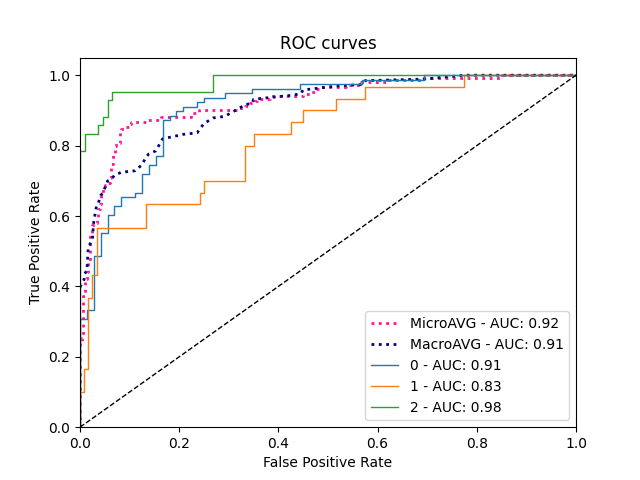 ROC curves
True Positive Rate
1.0
0.8
0.6
0.4
0.2
0.0
0.0 0.2 0.4 0.6 0.8 1.0
False Positive Rate
MicroAVG - AUC: 0.92
MacroAVG - AUC: 0.91
0 - AUC: 0.91
1 - AUC: 0.83
2 - AUC: 0.98